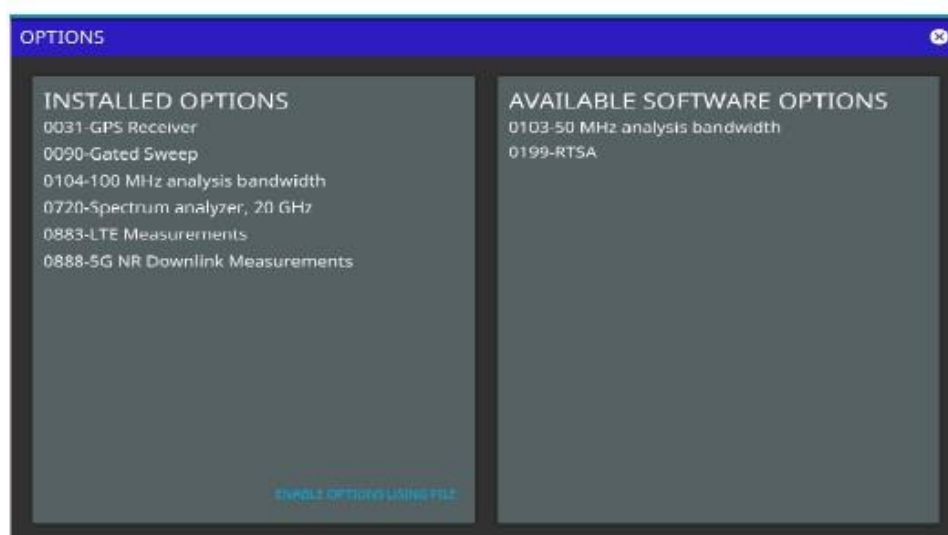 OPTIONS
INSTALLED OPTIONS
0031-GPS Receiver
0090-Gated Sweep
0104-100 MHz analysis bandwidth
0720-Spectrum analyzer, 20 GHz
0883-LTE Measurements
0888-5G NR Downlink Measurements
ENABLE OPTIONS USING FILE
AVAILABLE SOFTWARE OPTIONS
0103-50 MHz analysis bandwidth
0199-RTSA